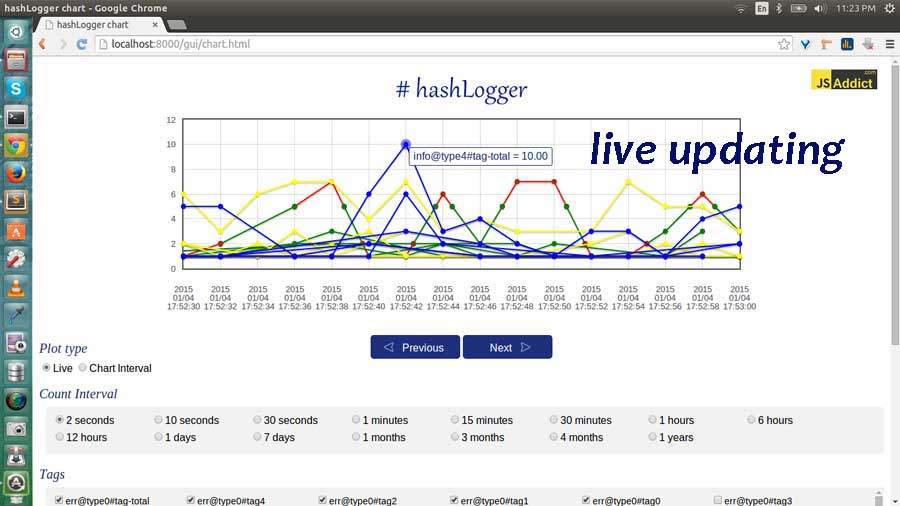 hashLogger chart - Google Chrome
En
11:23 PM
hashLogger chart
localhost:8000/gui/chart.html
# hashLogger
JS Addict .com
live updating
12
10
8
6
4
2
0
info@type4#tag-total = 10.00
2015 2015 2015 2015 2015 2015 2015 2015 2015 2015 2015 2015 2015 2015 2015 2015
01/04 01/04 01/04 01/04 01/04 01/04 01/04 01/04 01/04 01/04 01/04 01/04 01/04 01/04 01/04 01/04
17:52:30 17:52:32 17:52:34 17:52:36 17:52:38 17:52:40 17:52:42 17:52:44 17:52:46 17:52:48 17:52:50 17:52:52 17:52:54 17:52:56 17:52:58 17:53:00
Previous Next
Plot type
Live Chart Interval
Count Interval
2 seconds 10 seconds 30 seconds 1 minutes 15 minutes 30 minutes 1 hours 6 hours
12 hours 1 days 7 days 1 months 3 months 4 months 1 years
Tags
err@type0#tag-total err@type0#tag4 err@type0#tag2 err@type0#tag1 err@type0#tag0 err@type0#tag3